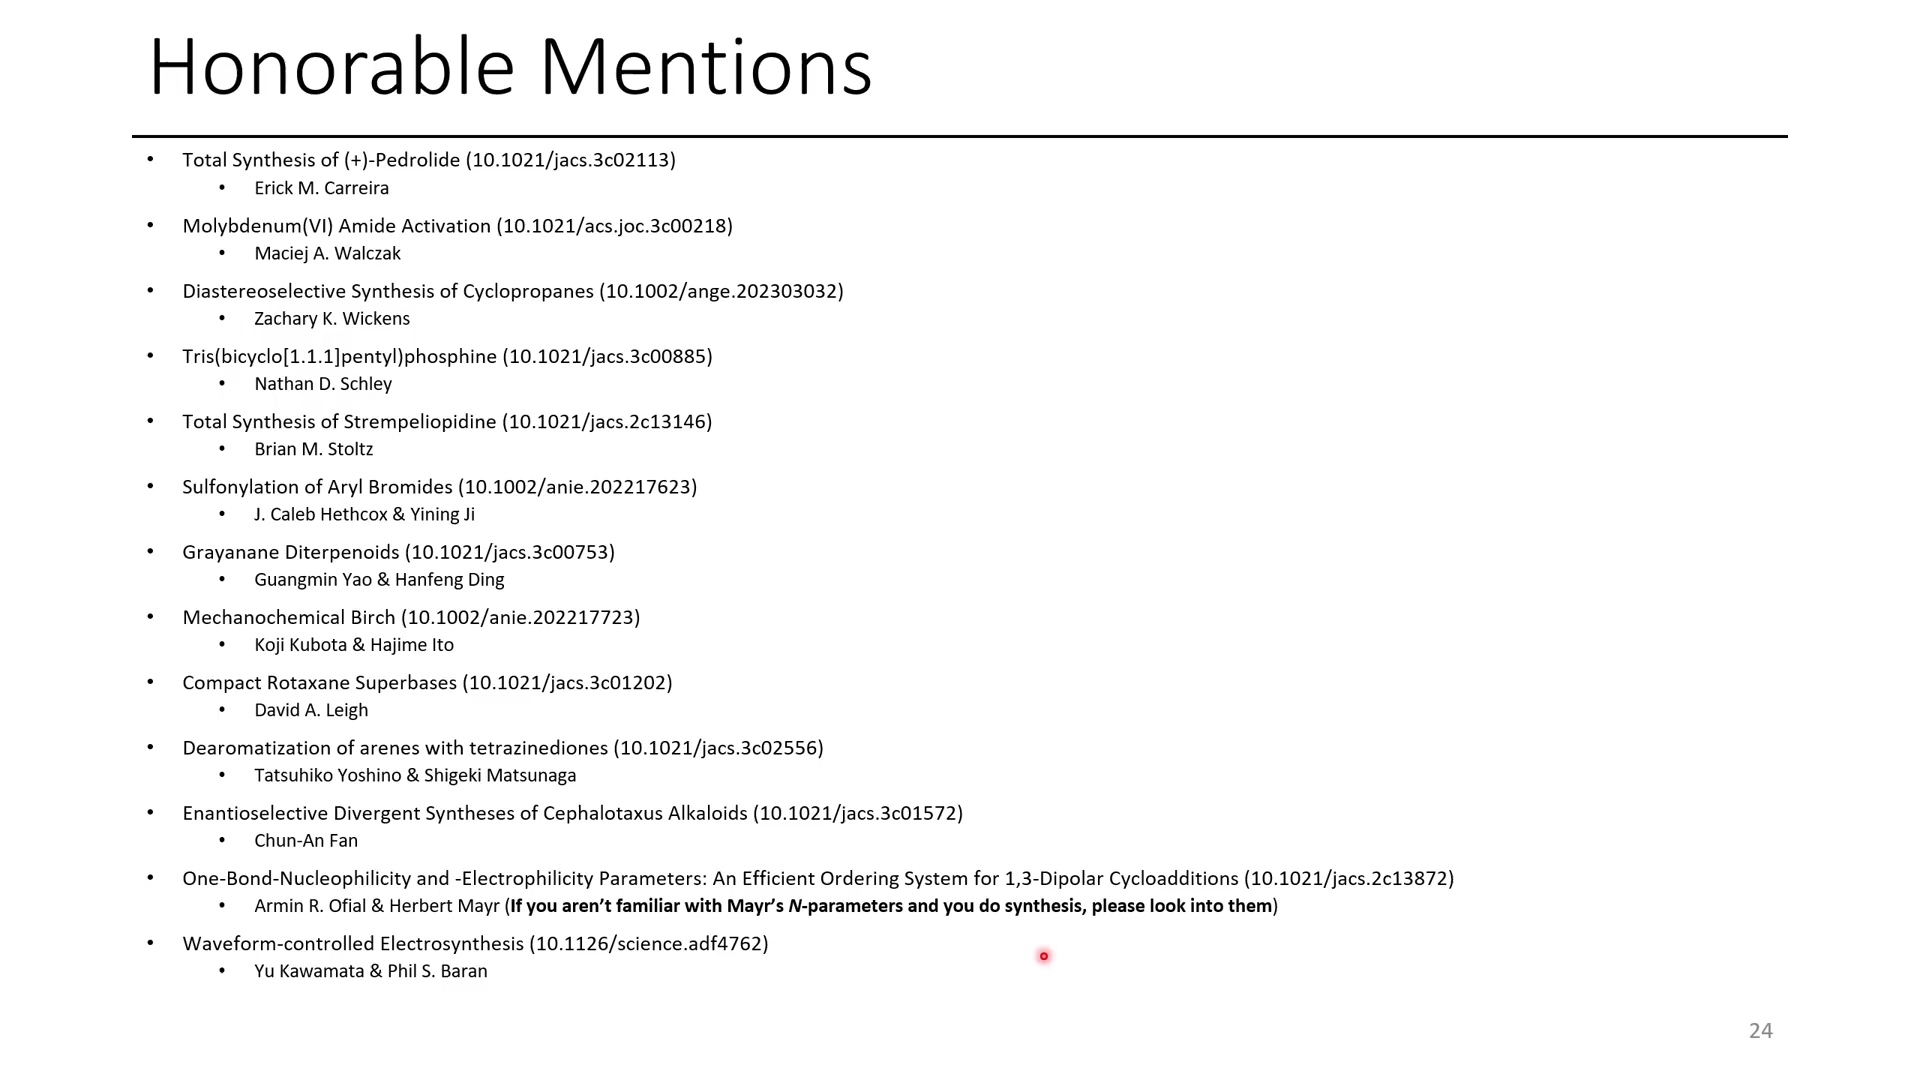 Honorable Mentions
• Total Synthesis of (+)-Pedrolide (10.1021/jacs.3c02113)
• Erick M. Carreira
• Molybdenum(VI) Amide Activation (10.1021/acs.joc.3c00218)
• Maciej A. Walczak
• Diastereoselective Synthesis of Cyclopropanes (10.1002/ange.202303032)
• Zachary K. Wickens
• Tris(bicyclo[1.1.1]pentyl)phosphine (10.1021/jacs.3c00885)
• Nathan D. Schley
• Total Synthesis of Strempeliopidine (10.1021/jacs.2c13146)
• Brian M. Stoltz
• Sulfonylation of Aryl Bromides (10.1002/anie.202217623)
• J. Caleb Hethcox & Yining Ji
• Grayanane Diterpenoids (10.1021/jacs.3c00753)
• Guangmin Yao & Hanfeng Ding
• Mechanochemical Birch (10.1002/anie.202217723)
• Koji Kubota & Hajime Ito
• Compact Rotaxane Superbases (10.1021/jacs.3c01202)
• David A. Leigh
• Dearomatization of arenes with tetrazinediones (10.1021/jacs.3c02556)
• Tatsuhiko Yoshino & Shigeki Matsunaga
• Enantioselective Divergent Syntheses of Cephalotaxus Alkaloids (10.1021/jacs.3c01572)
• Chun-An Fan
• One-Bond-Nucleophilicity and -Electrophilicity Parameters: An Efficient Ordering System for 1,3-Dipolar Cycloadditions (10.1021/jacs.2c13872)
• Armin R. Ofial & Herbert Mayr (If you aren’t familiar with Mayr’s N-parameters and you do synthesis, please look into them)
• Waveform-controlled Electrosynthesis (10.1126/science.adf4762)
• Yu Kawamata & Phil S. Baran
24